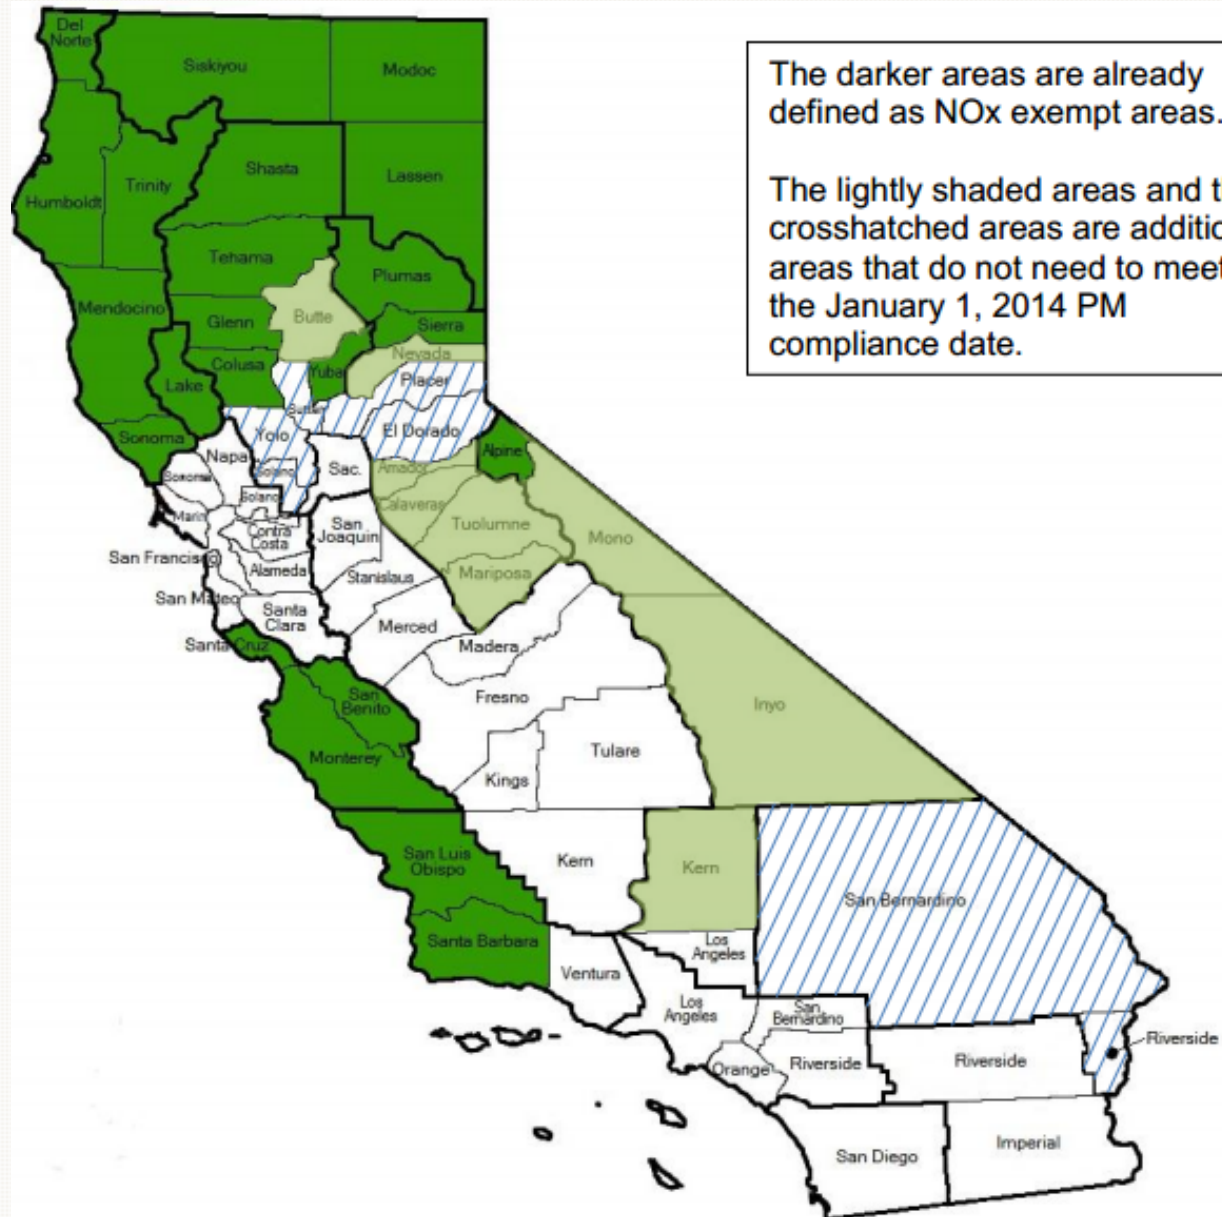 The darker areas are already
defined as NOx exempt areas.
The lightly shaded areas and t
crosshatched areas are additio
areas that do not need to meet
the January 1, 2014 PM
compliance date.
Del
Norte
Siskiyou
Modoc
Humboldt
Trinity
Shasta
Lassen
Tehama
Plumas
Mendocino
Glenn
Butte
Sierra
Lake
Colusa
Yuba
Nevada
Placer
Sutter
Sonoma
Yolo
El Dorado
Alpine
Napa
Sonoma
Solano
Sac.
Amador
Solano
Calaveras
Marin
Contra
Costa
San
Joaquin
Tuolumne
Mono
San Francisco
Alameda
Stanislaus
Mariposa
San Mateo
Santa
Clara
Merced
Santa Cruz
Madera
San
Benito
Fresno
Inyo
Monterey
Kings
Tulare
San Luis
Obispo
Kern
Kern
San Bernardino
Santa Barbara
Ventura
Los
Angeles
Los
Angeles
San
Bernardino
Orange
Riverside
Riverside
Riverside
San Diego
Imperial